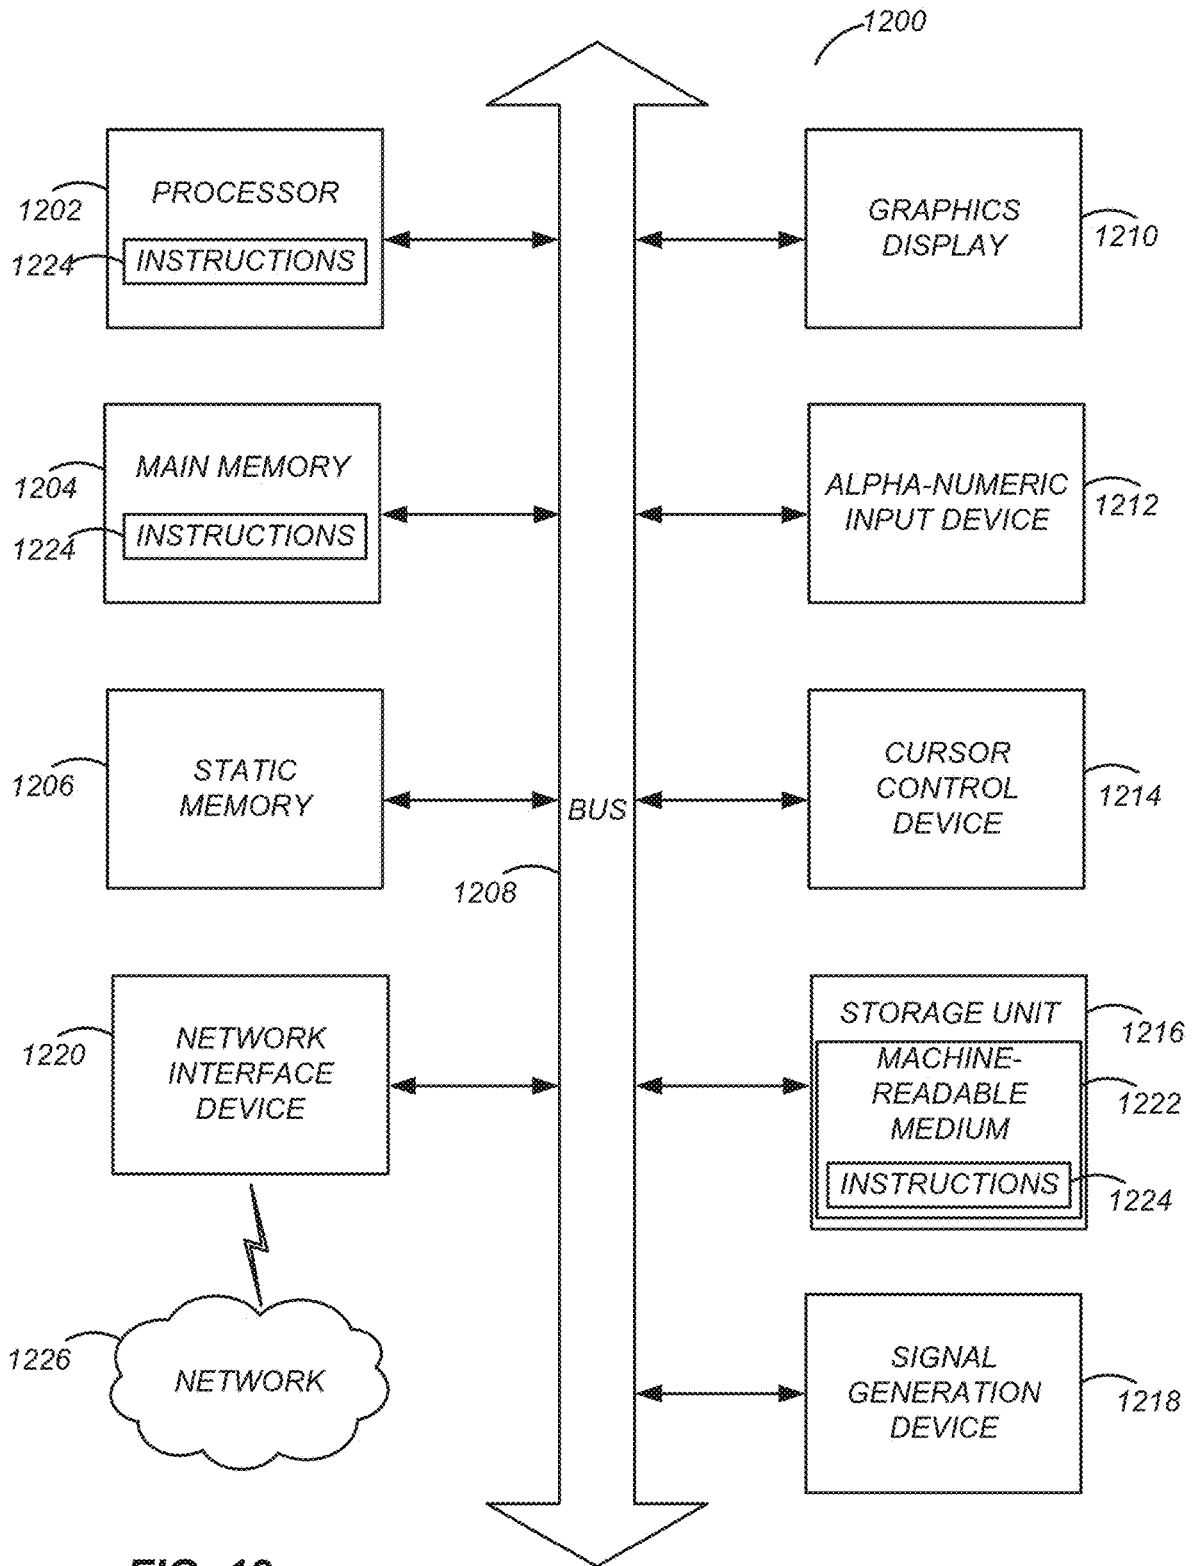 1200
PROCESSOR
1202
1224
INSTRUCTIONS
GRAPHICS
DISPLAY
1210
MAIN MEMORY
1204
1224
INSTRUCTIONS
ALPHA-NUMERIC
INPUT DEVICE
1212
STATIC
MEMORY
1206
BUS
1208
CURSOR
CONTROL
DEVICE
1214
NETWORK
INTERFACE
DEVICE
1220
STORAGE UNIT
1216
MACHINE-
READABLE
MEDIUM
1222
INSTRUCTIONS
1224
NETWORK
1226
SIGNAL
GENERATION
DEVICE
1218
FIG.